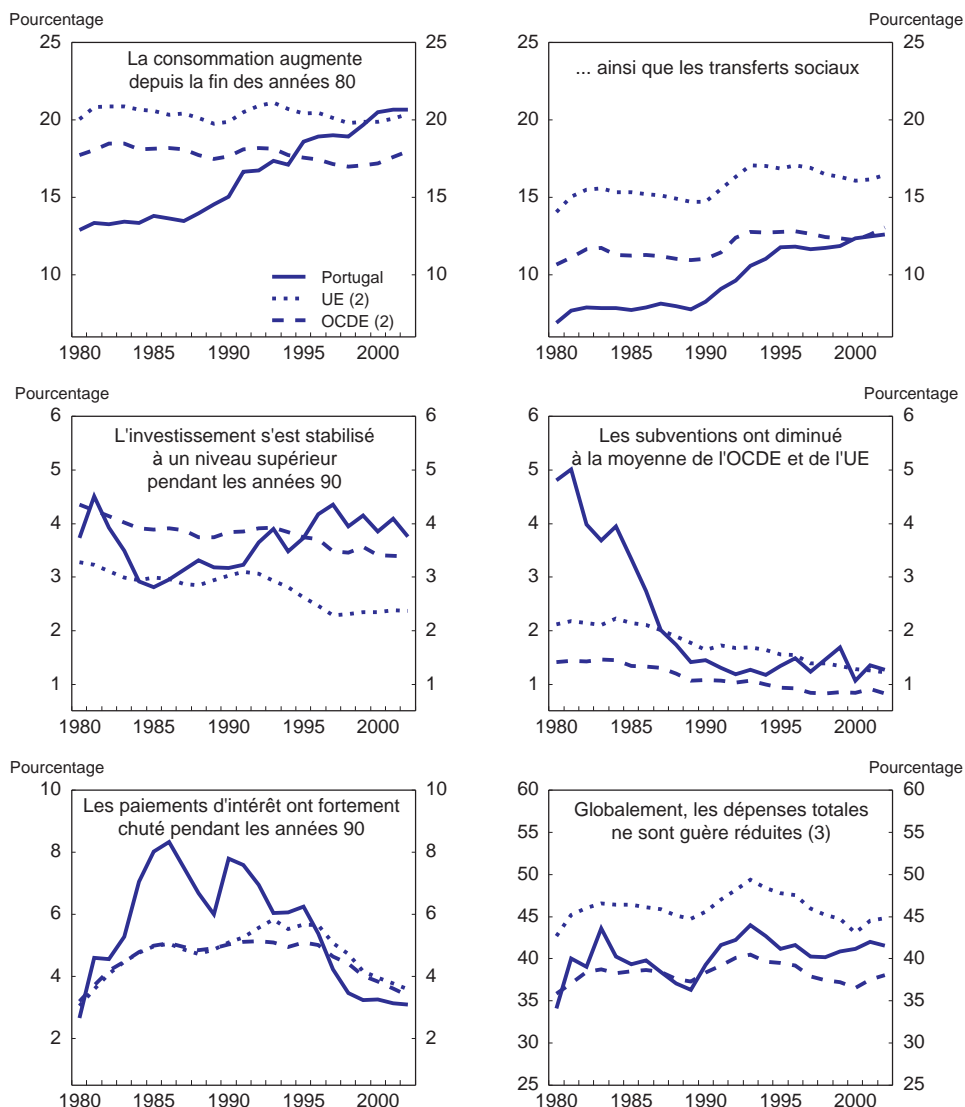 Pourcentage
Pourcentage
25 25
La consommation augmente
depuis la fin des années 80
20 20
15 15
10 10
Portugal
UE (2)
OCDE (2)
1980 1985 1990 1995 2000
25 25
... ainsi que les transferts sociaux
20 20
15 15
10 10
1980 1985 1990 1995 2000
Pourcentage
Pourcentage
6 6
L'investissement s'est stabilisé
à un niveau supérieur
pendant les années 90
5 5
4 4
3 3
2 2
1 1
1980 1985 1990 1995 2000
6 6
Les subventions ont diminué
à la moyenne de l'OCDE et de l'UE
5 5
4 4
3 3
2 2
1 1
1980 1985 1990 1995 2000
Pourcentage
Pourcentage
10 10
Les paiements d'intérêt ont fortement
chuté pendant les années 90
8 8
6 6
4 4
2 2
1980 1985 1990 1995 2000
60 60
Globalement, les dépenses totales
ne sont guère réduites (3)
55 55
50 50
45 45
40 40
35 35
30 30
25 25
1980 1985 1990 1995 2000